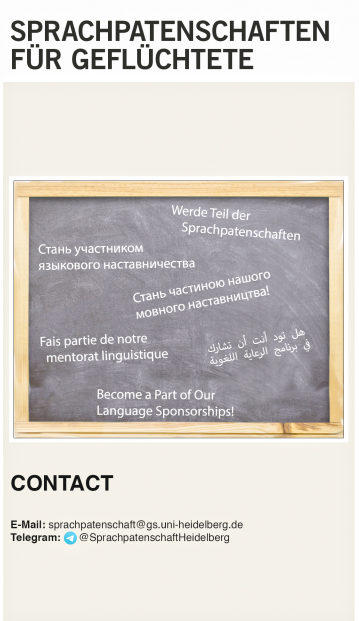 SPRACHPATENSCHAFTEN
FÜR GEFLÜCHTETE
Werde Teil der
Sprachpatenschaften
Стань участником
языкового наставничества
Стань частиною нашого
мовного наставництва!
Fais partie de notre
mentorat linguistique
هل تود أنت أن تشارك
في برنامج الرعاية اللغوية
Become a Part of Our
Language Sponsorships!
CONTACT
E-Mail: sprachpatenschaft@gs.uni-heidelberg.de
Telegram: @SprachpatenschaftHeidelberg